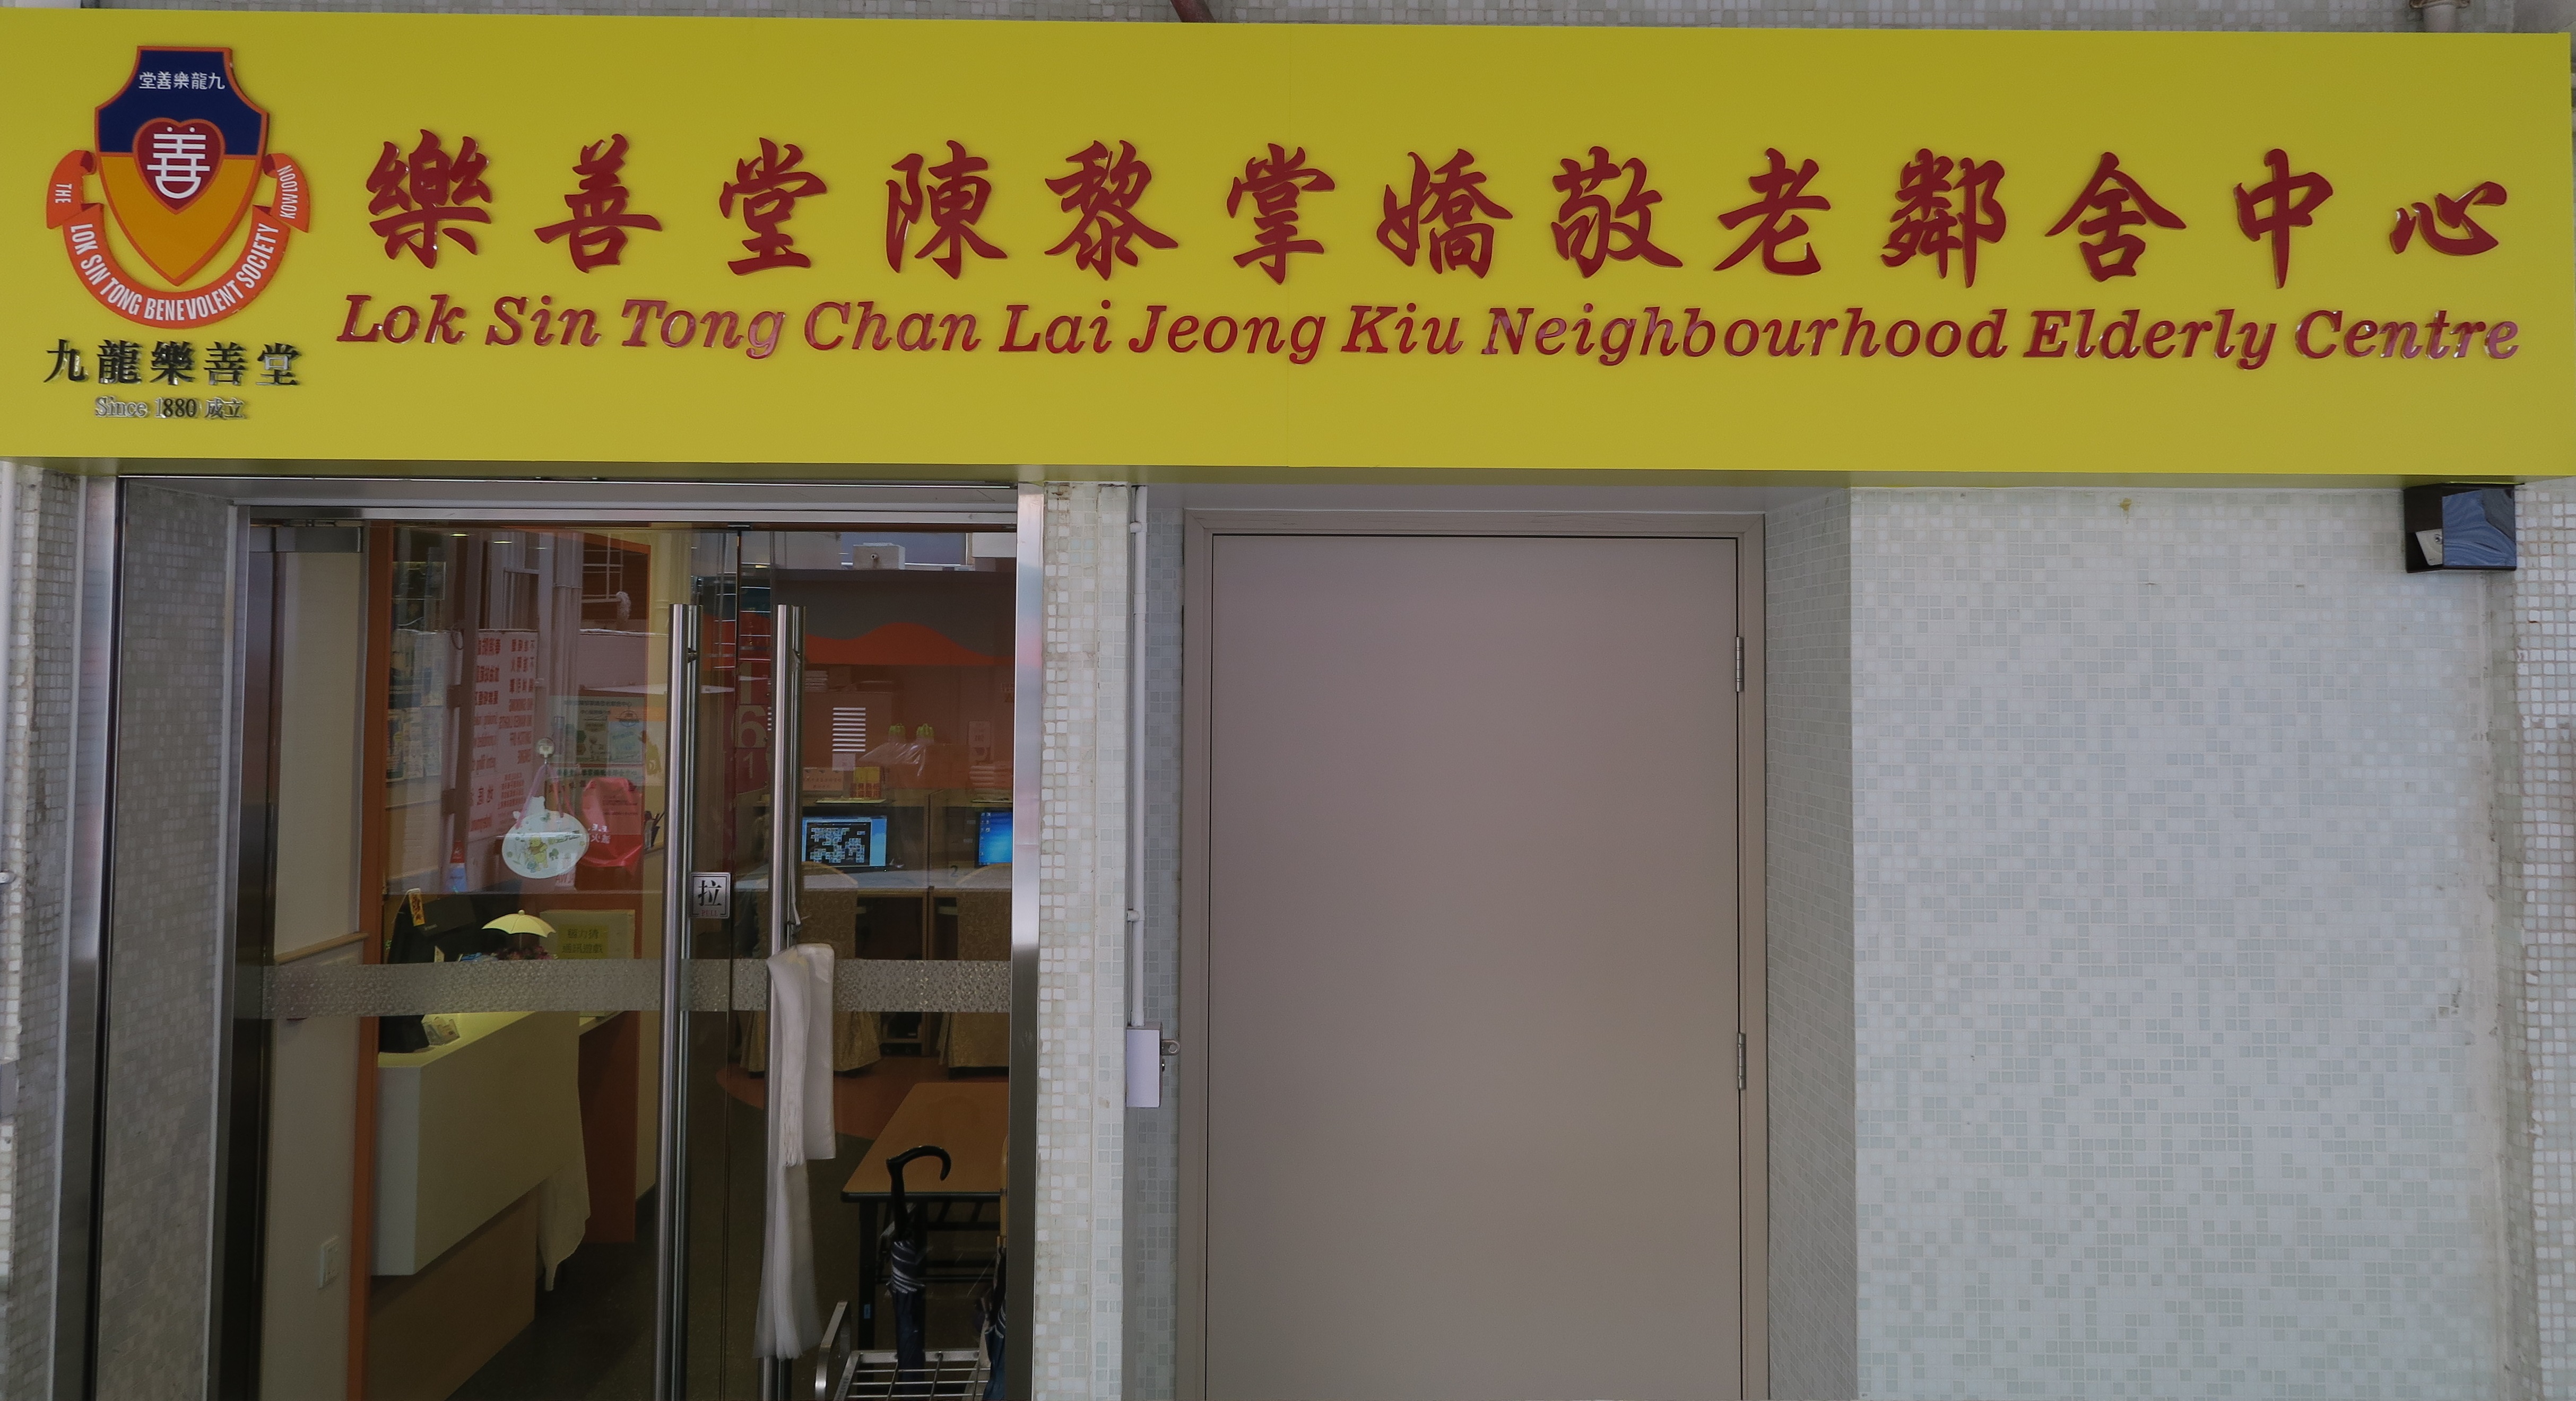 堂善樂龍九
善
THE LOK SIN TONG BENEVOLENT SOCIETY KOWLOON
九龍樂善堂
Since 1880 成立
樂善堂陳黎掌嬌敬老鄰舍中心
Lok Sin Tong Chan Lai Jeong Kiu Neighbourhood Elderly Centre
拉